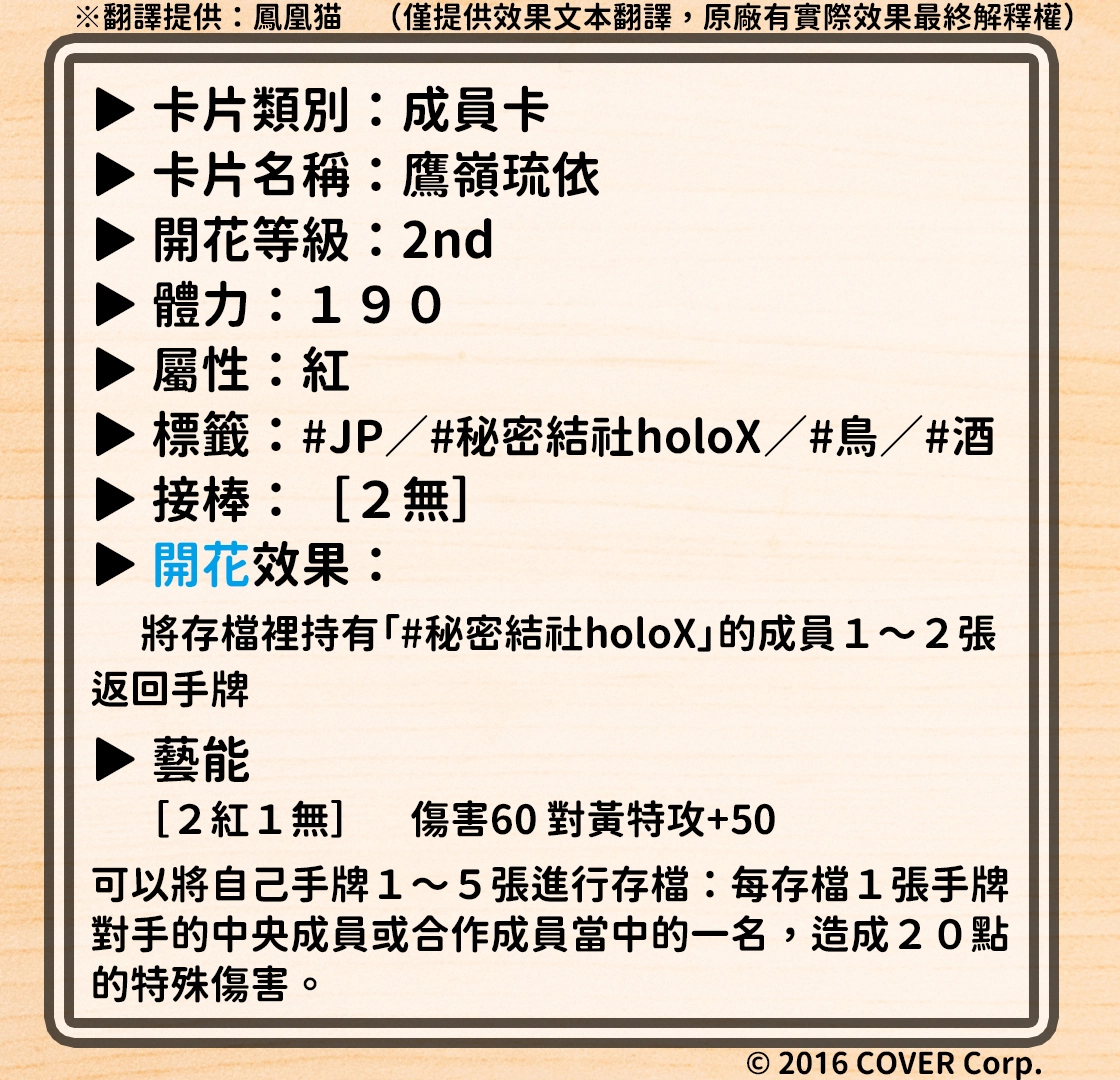 ※翻譯提供：鳳凰猫　（僅提供效果文本翻譯，原廠有實際效果最終解釋權）
▶ 卡片類別：成員卡
▶ 卡片名稱：鷹嶺琉依
▶ 開花等級：2nd
▶ 體力：１９０
▶ 屬性：紅
▶ 標籤：#JP／#秘密結社holoX／#鳥／#酒
▶ 接棒：［２無］
▶ 開花效果：
將存檔裡持有｢#秘密結社holoX｣的成員１～２張
返回手牌
▶ 藝能
［２紅１無］　傷害60 對黃特攻+50
可以將自己手牌１～５張進行存檔：每存檔１張手牌
對手的中央成員或合作成員當中的一名，造成２０點
的特殊傷害。
© 2016 COVER Corp.